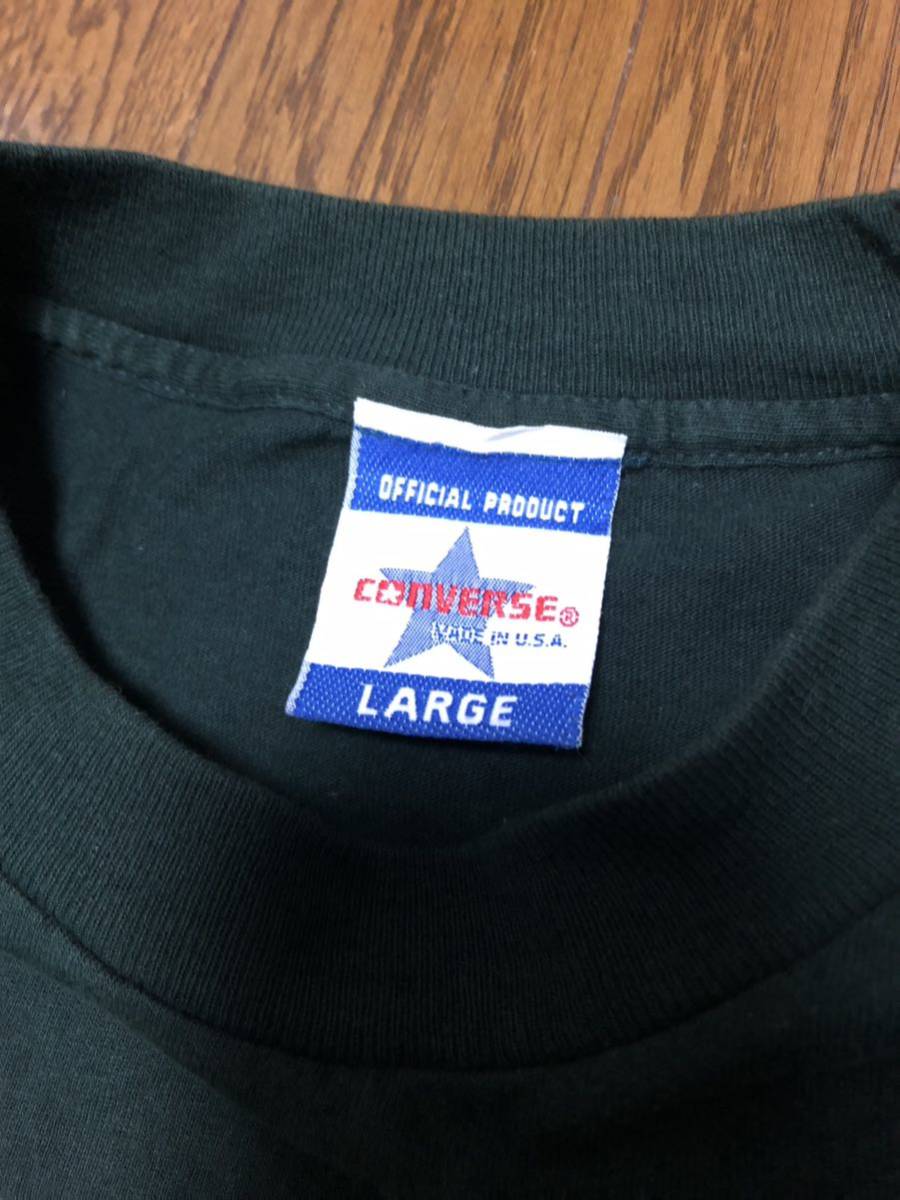 OFFICIAL PRODUCT
CONVERSE®
MADE IN U.S.A.
LARGE